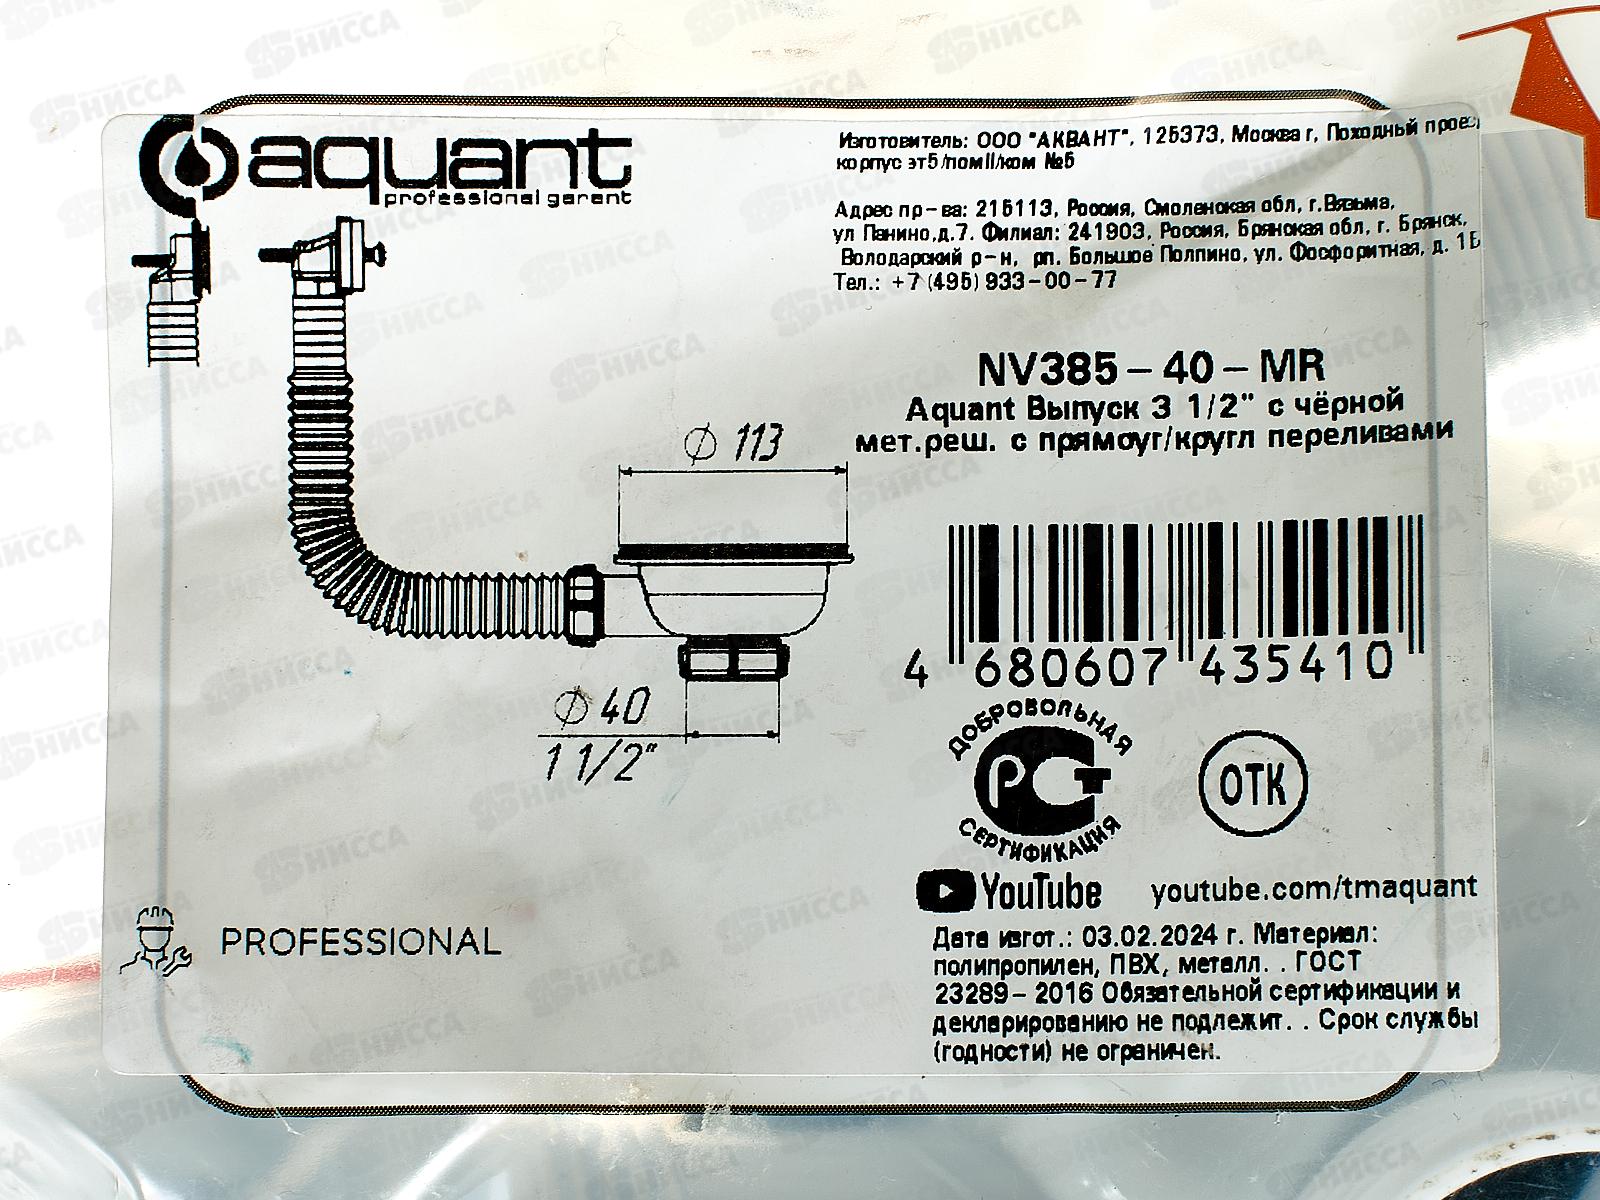 aquant
professional garant
Изготовитель: ООО "АКВАНТ", 125373, Москва г, Походный
корпус эт5/помII/ком №5
Адрес пр-ва: 215113, Россия, Смоленская обл, г.Вязьма,
ул Панино,д.7. Филиал: 241903, Россия, Брянская обл, г. Брянск,
Володарский р-н, рп. Большое Полпино, ул. Фосфоритная, д. 1Б
Тел.: +7 (495) 933-00-77
NV385-40-MR
Aquant Выпуск 3 1/2" с чёрной
мет.реш. с прямоуг/кругл переливами
Ø 113
Ø 40
1 1/2"
4 680607 435410
ДОБРОВОЛЬНАЯ
РСТ
СЕРТИФИКАЦИЯ
ОТК
YouTube youtube.com/tmaquant
PROFESSIONAL
Дата изгот.: 03.02.2024 г. Материал:
полипропилен, ПВХ, металл. . ГОСТ
23289-2016 Обязательной сертификации и
декларированию не подлежит. . Срок службы
(годности) не ограничен.
НИССА